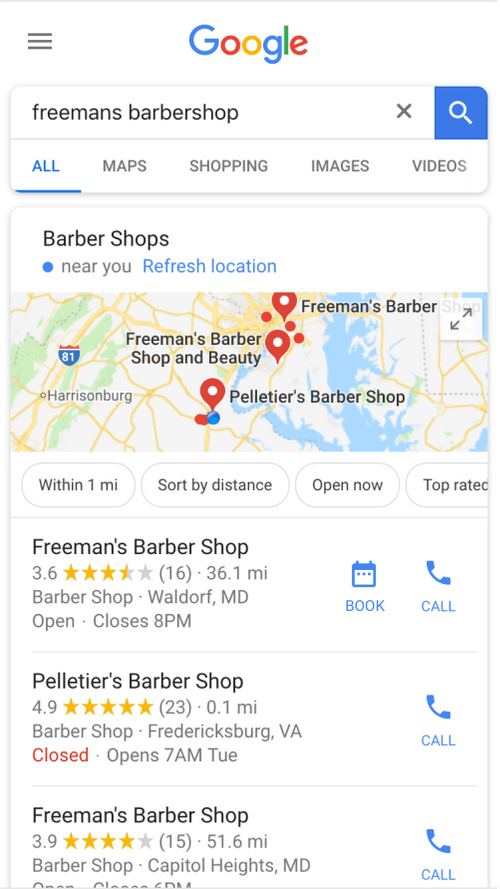 Google
freemans barbershop
ALL MAPS SHOPPING IMAGES VIDEOS
Barber Shops
near you Refresh location
Freeman's Barber Shop
Freeman's Barber
Shop and Beauty
81
Harrisonburg
Pelletier's Barber Shop
Within 1 mi Sort by distance Open now Top rated
Freeman's Barber Shop
3.6 (16) · 36.1 mi
Barber Shop · Waldorf, MD
Open · Closes 8PM
BOOK CALL
Pelletier's Barber Shop
4.9 (23) · 0.1 mi
Barber Shop · Fredericksburg, VA
Closed · Opens 7AM Tue
CALL
Freeman's Barber Shop
3.9 (15) · 51.6 mi
Barber Shop · Capitol Heights, MD
Open · Closes 6PM
CALL